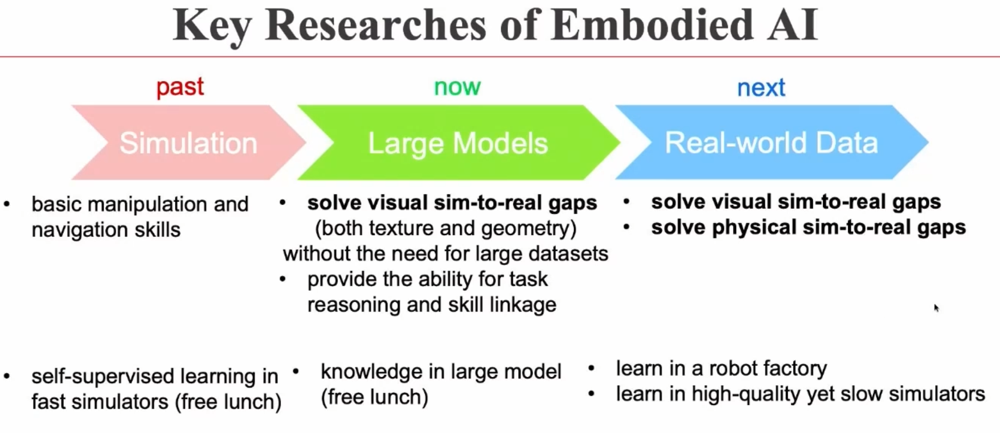 Key Researches of Embodied AI
past
now
next
Simulation
Large Models
Real-world Data
• basic manipulation and
navigation skills
• solve visual sim-to-real gaps
(both texture and geometry)
without the need for large datasets
• provide the ability for task
reasoning and skill linkage
• solve visual sim-to-real gaps
• solve physical sim-to-real gaps
• self-supervised learning in
fast simulators (free lunch)
• knowledge in large model
(free lunch)
• learn in a robot factory
• learn in high-quality yet slow simulators